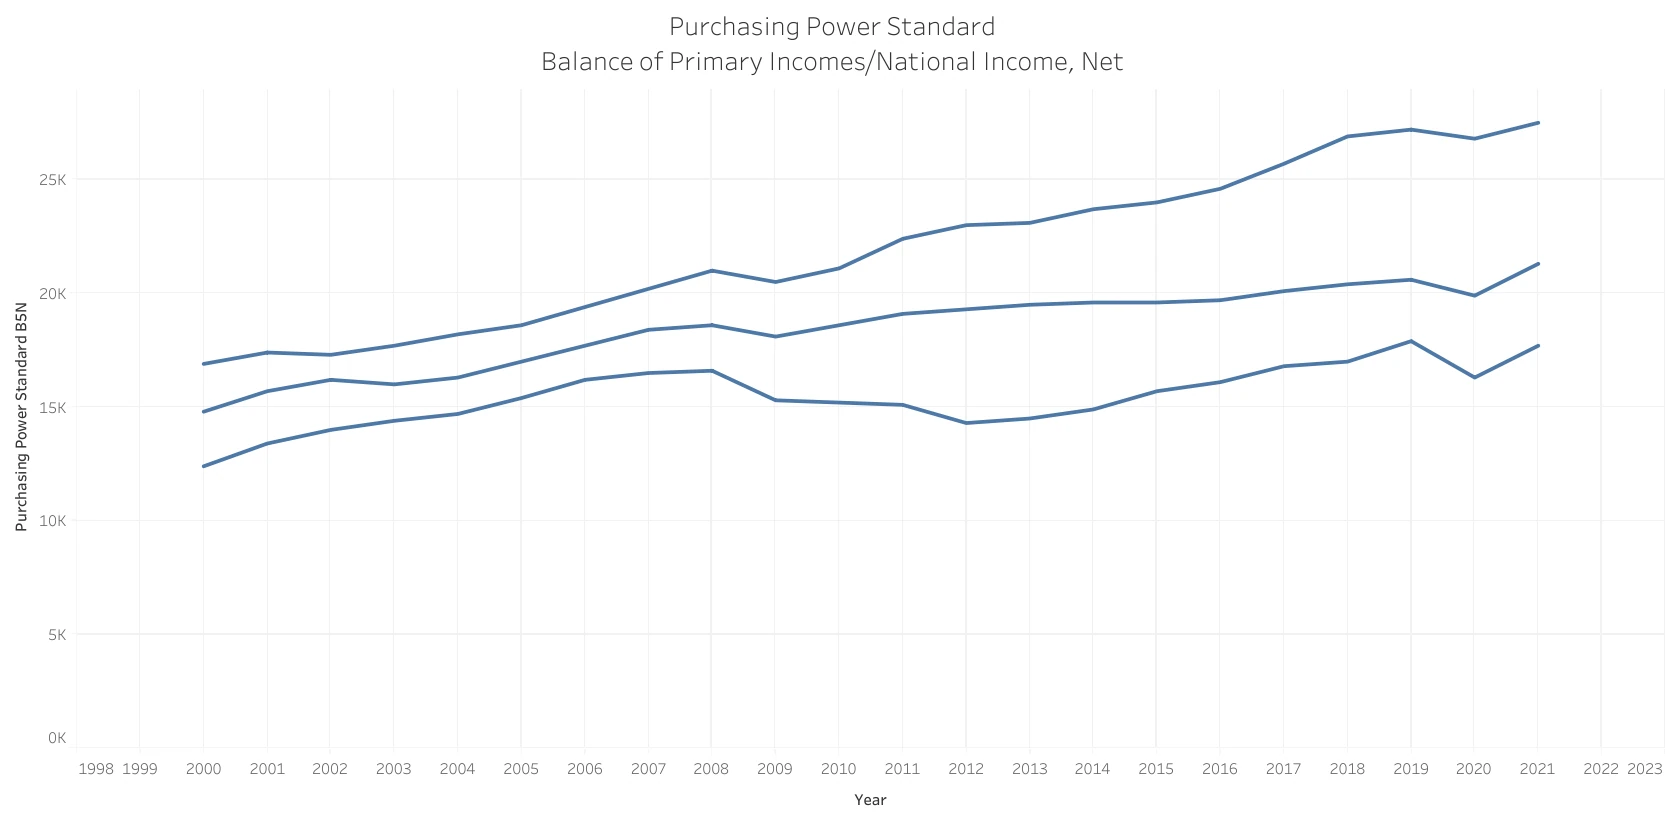 Purchasing Power Standard
Balance of Primary Incomes/National Income, Net
Purchasing Power Standard B5N
25K
20K
15K
10K
5K
0K
1998 1999 2000 2001 2002 2003 2004 2005 2006 2007 2008 2009 2010 2011 2012 2013 2014 2015 2016 2017 2018 2019 2020 2021 2022 2023
Year